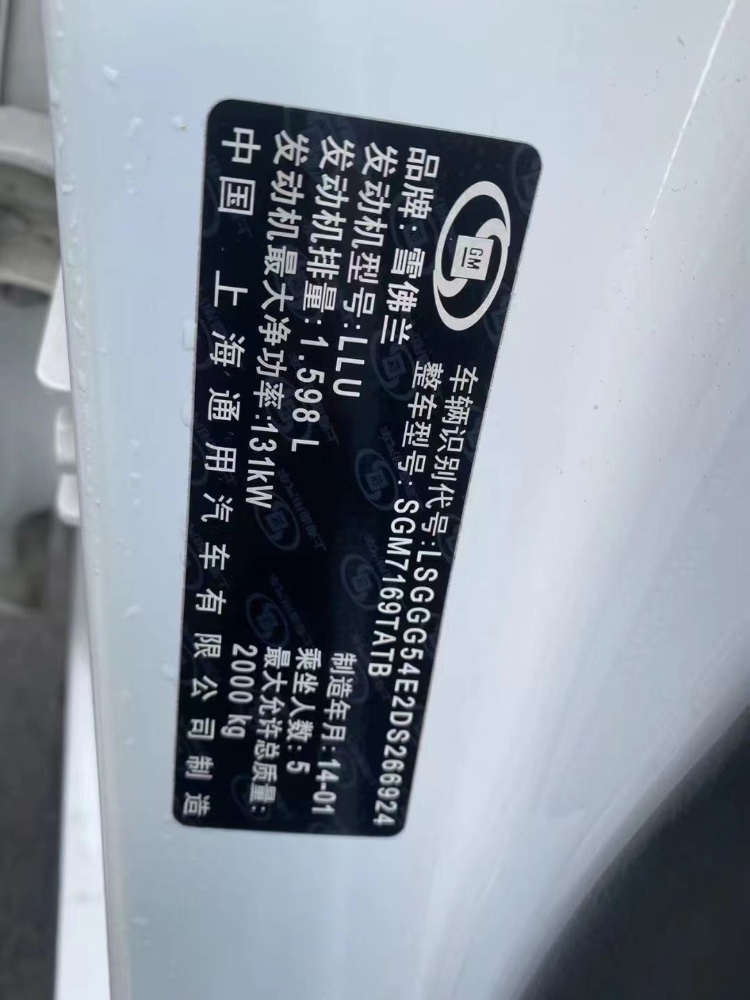 GM
车辆识别代号:LSGGG54E2DS266924
品牌:雪佛兰 整车型号:SGM7169TATB
发动机型号:LLU 制造年月:14-01
发动机排量:1.598L 乘坐人数:5
发动机最大净功率:131kW 最大允许总质量:
2000 kg
中国 上海通用汽车有限公司制造